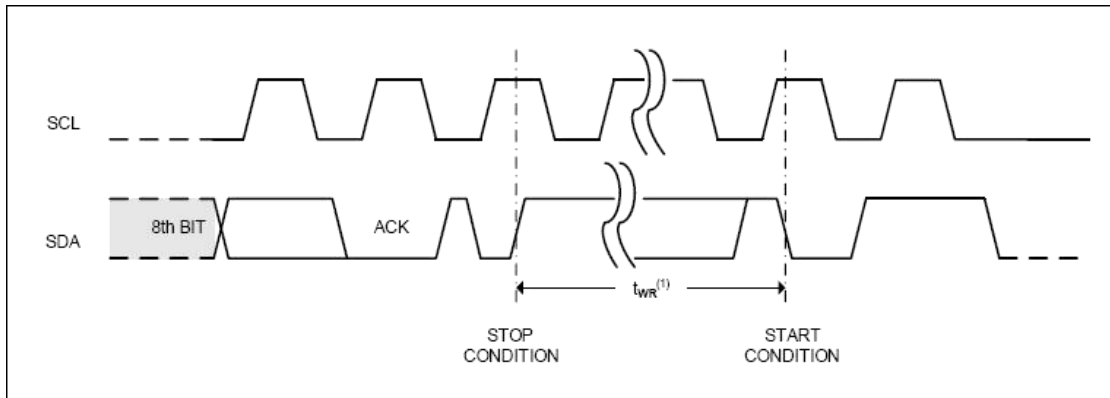 SCL
8th BIT
ACK
SDA
tWR(1)
STOP
CONDITION
START
CONDITION